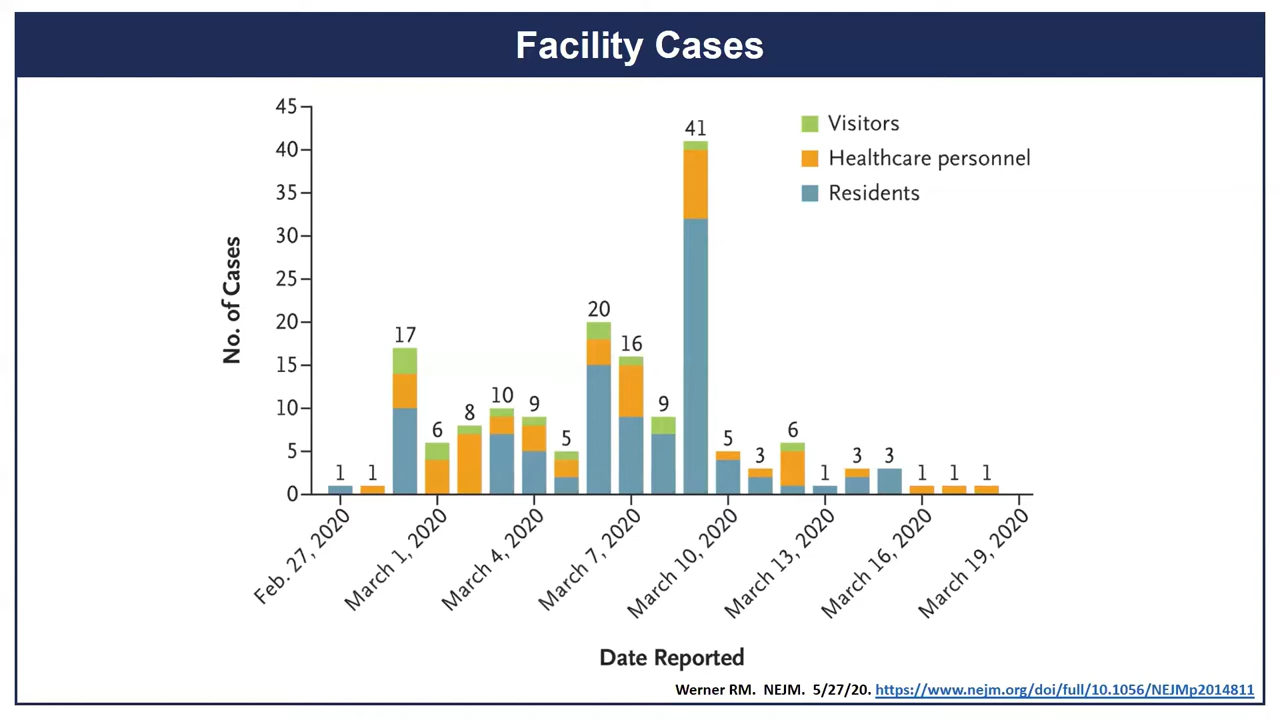 Facility Cases
45
40
35
30
25
20
15
10
5
0
No. of Cases
Visitors
Healthcare personnel
Residents
1
1
17
6
8
10
9
5
20
16
9
41
5
3
6
1
3
3
1
1
1
Feb. 27, 2020
March 1, 2020
March 4, 2020
March 7, 2020
March 10, 2020
March 13, 2020
March 16, 2020
March 19, 2020
Date Reported
Werner RM. NEJM. 5/27/20. https://www.nejm.org/doi/full/10.1056/NEJMp2014811